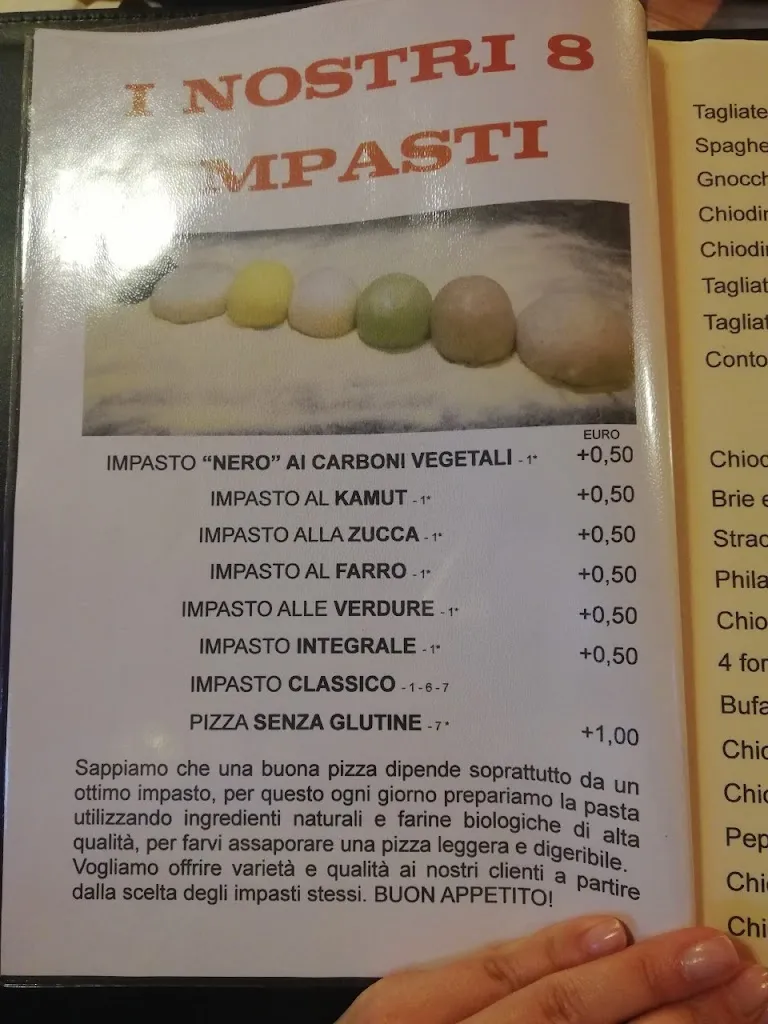 I NOSTRI 8
IMPASTI
EURO
IMPASTO “NERO” AI CARBONI VEGETALI - 1* +0,50
IMPASTO AL KAMUT - 1* +0,50
IMPASTO ALLA ZUCCA - 1* +0,50
IMPASTO AL FARRO - 1* +0,50
IMPASTO ALLE VERDURE - 1* +0,50
IMPASTO INTEGRALE - 1* +0,50
IMPASTO CLASSICO - 1 - 6 - 7
PIZZA SENZA GLUTINE - 7* +1,00
Sappiamo che una buona pizza dipende soprattutto da un
ottimo impasto, per questo ogni giorno prepariamo la pasta
utilizzando ingredienti naturali e farine biologiche di alta
qualità, per farvi assaporare una pizza leggera e digeribile.
Vogliamo offrire varietà e qualità ai nostri clienti a partire
dalla scelta degli impasti stessi. BUON APPETITO!
Tagliate
Spaghe
Gnocch
Chiodin
Chiodin
Tagliat
Tagliat
Conto
Chiod
Brie e
Strac
Phila
Chio
4 for
Bufa
Chio
Chio
Pep
Chio
Chi